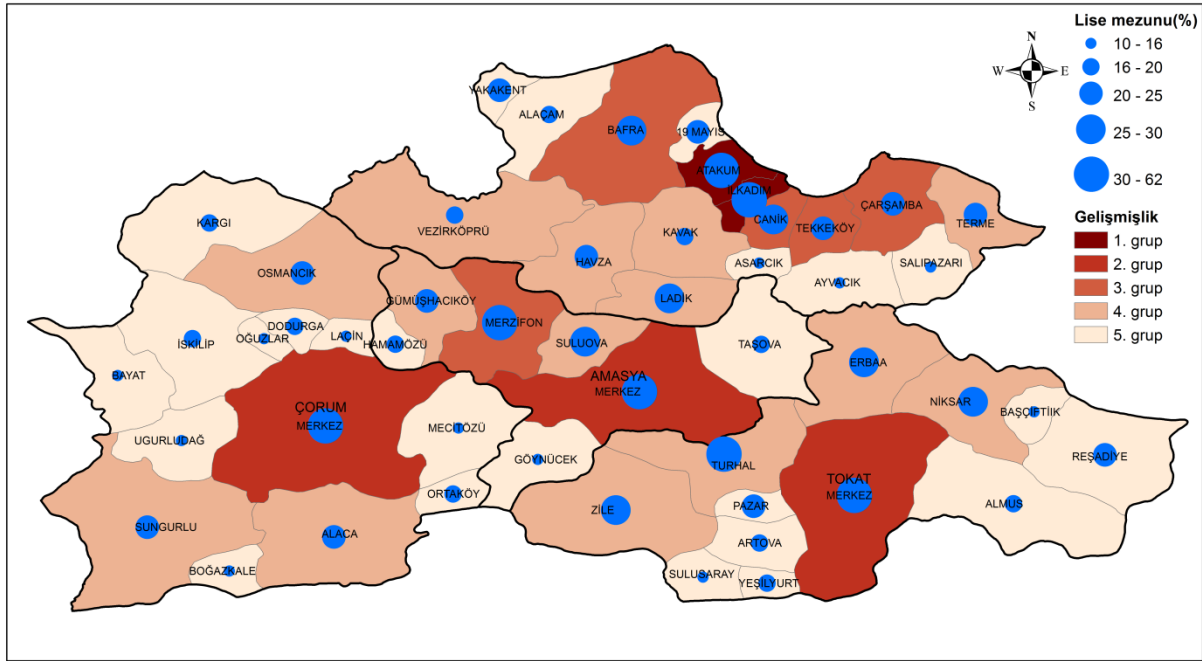 Lise mezunu(%)
10 - 16
16 - 20
20 - 25
25 - 30
30 - 62
Gelişmişlik
1. grup
2. grup
3. grup
4. grup
5. grup
N
W
E
S
YAKAKENT
ALAÇAM
BAFRA
19 MAYIS
ATAKUM
İLKADIM
CANİK
TEKKEKÖY
ÇARŞAMBA
TERME
KARGI
VEZİRKÖPRÜ
KAVAK
HAVZA
ASARCIK
SALIPAZARI
AYVACIK
OSMANCIK
GÜMÜŞHACIKÖY
LADİK
MERZİFON
DODURGA
OĞUZLAR
LAÇİN
HAMAMÖZÜ
İSKİLİP
SULUOVA
TAŞOVA
ERBAA
BAYAT
AMASYA
MERKEZ
NİKSAR
BAŞÇİFTİIK
ÇORUM
MERKEZ
MECİTÖZÜ
UGURLUDAĞ
GÖYNÜCEK
TURHAL
REŞADİYE
TOKAT
MERKEZ
ORTAKÖY
ZİLE
PAZAR
ALMUS
SUNGURLU
ALACA
ARTOVA
BOĞAZKALE
SULUSARAY
YEŞİLYURT